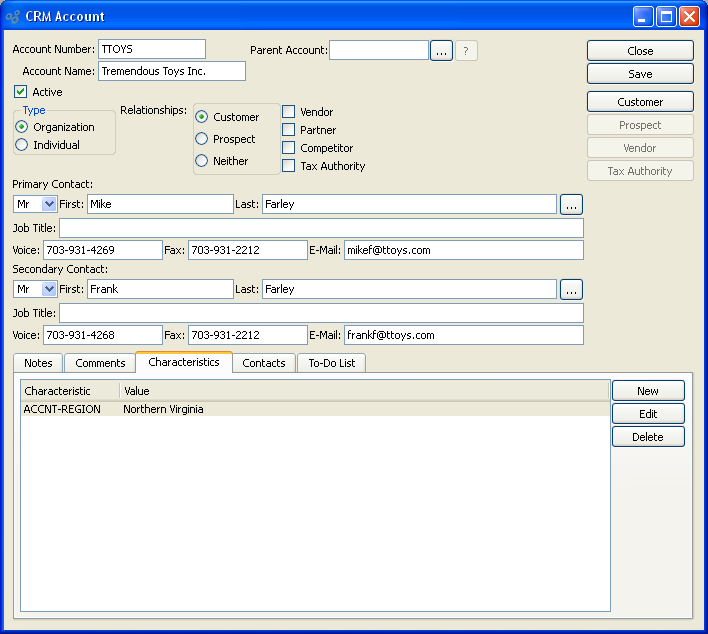 CRM Account
Account Number: TTOYS Parent Account: ... ? Close
Account Name: Tremendous Toys Inc. Save
Active
Type Relationships: Customer Vendor Customer
Organization Prospect Partner Prospect
Individual Neither Competitor Vendor
Tax Authority Tax Authority
Primary Contact:
Mr First: Mike Last: Farley ...
Job Title:
Voice: 703-931-4269 Fax: 703-931-2212 E-Mail: mikef@ttoys.com
Secondary Contact:
Mr First: Frank Last: Farley ...
Job Title:
Voice: 703-931-4268 Fax: 703-931-2212 E-Mail: frankf@ttoys.com
Notes Comments Characteristics Contacts To-Do List
Characteristic Value New
ACCNT-REGION Northern Virginia Edit
Delete